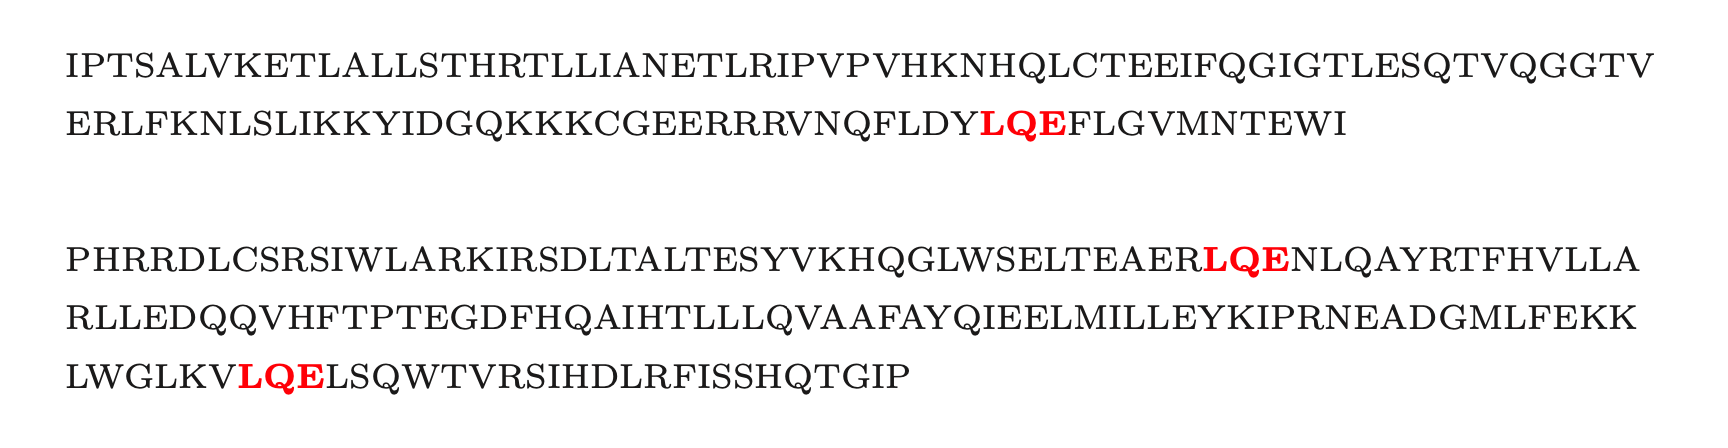 IPTSALVKETLALLSTHRTLLIANETLRIPVPVHKNHQLCTEEIFQGIGTLESQTVQGGTV
ERLFKNLSLIKKYIDGQKKKCGEERRRVNQFLDYLQEFLGVMNTEWI
PHRRDLCSRSIWLARKIRSDLTALTESYVKHQGLWSELTEAERLQENLQAYRTFHVLLA
RLLEDQQVHFTPTEGDFHQAIHTLLLQVAAFAYQIEELMILLEYKIPRNEADGMLFEKK
LWGLKVLQELSQWTVRSIHDLRFISSHQTGIP